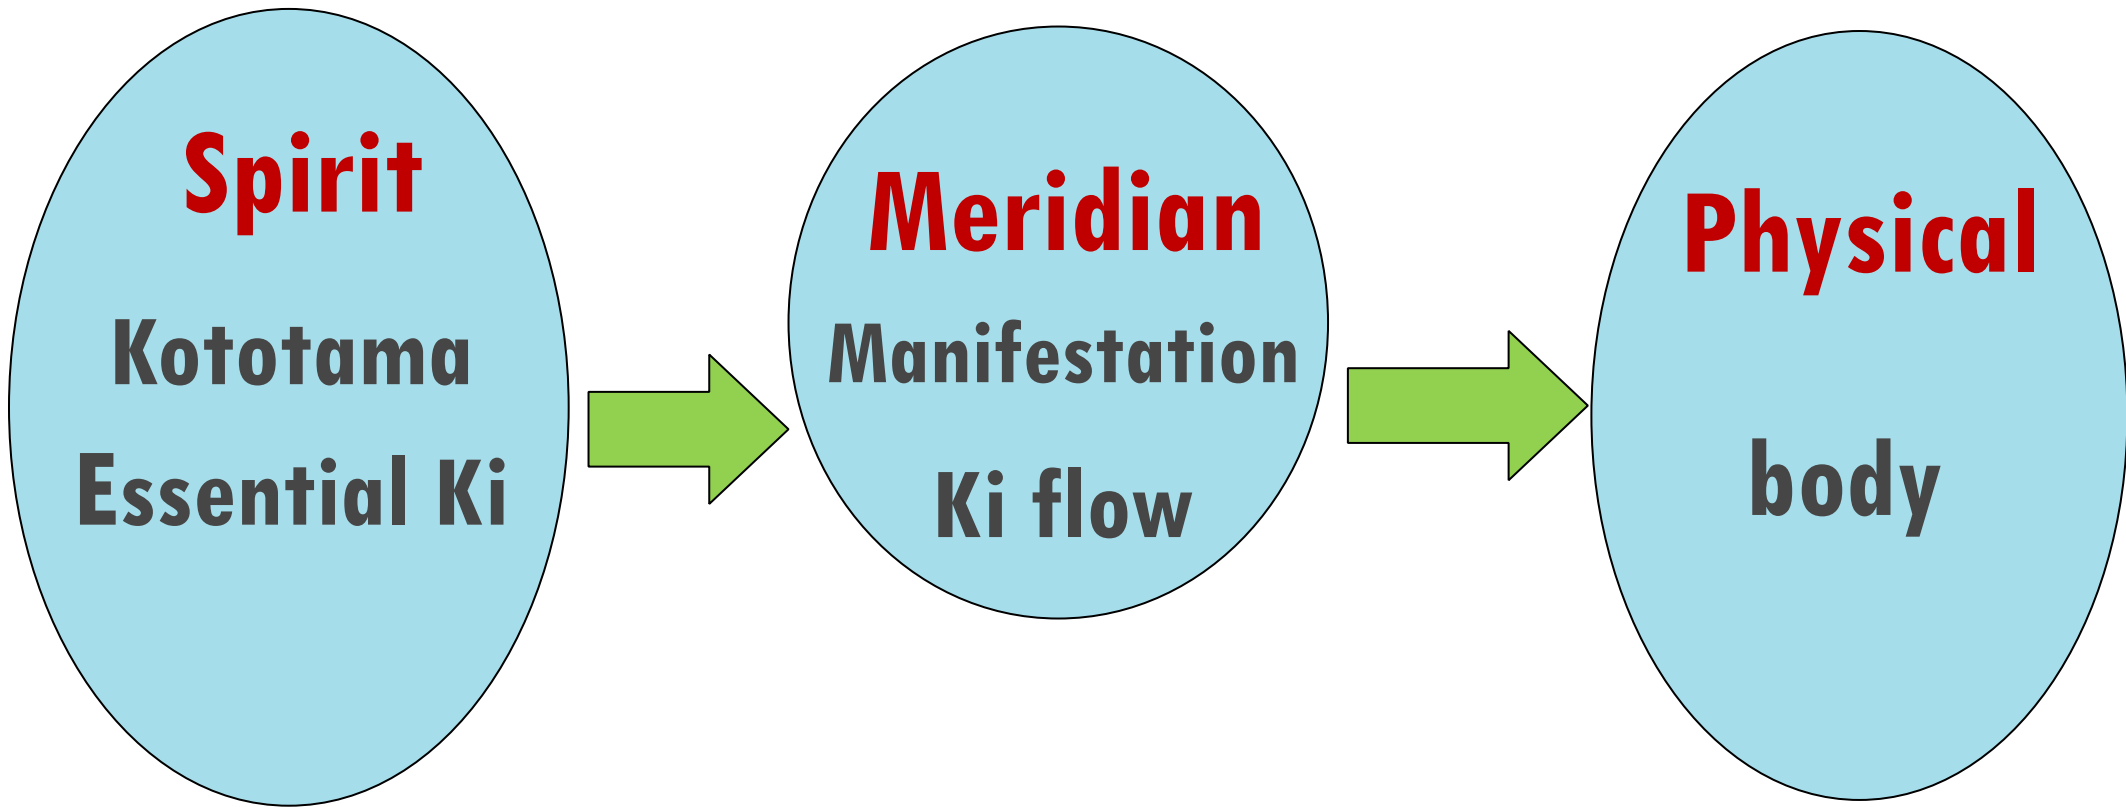 Spirit
Kototama
Essential Ki
Meridian
Manifestation
Ki flow
Physical
body